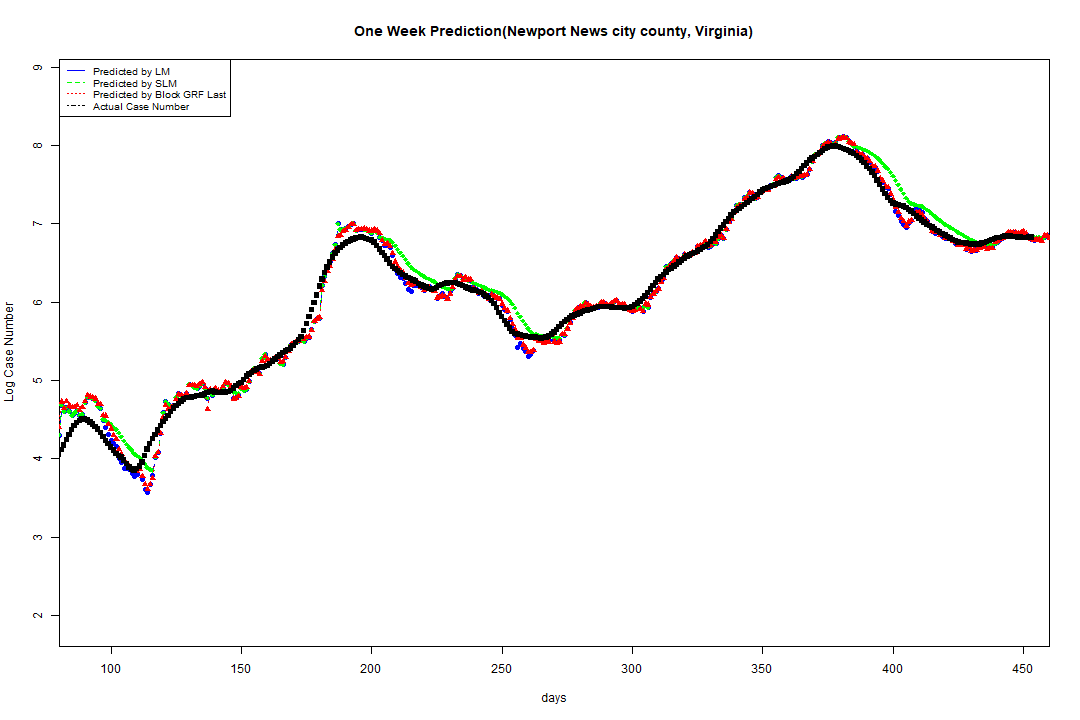 One Week Prediction(Newport News city county, Virginia)
Predicted by LM
Predicted by SLM
Predicted by Block GRF Last
Actual Case Number
Log Case Number
9
8
7
6
5
4
3
2
100 150 200 250 300 350 400 450
days